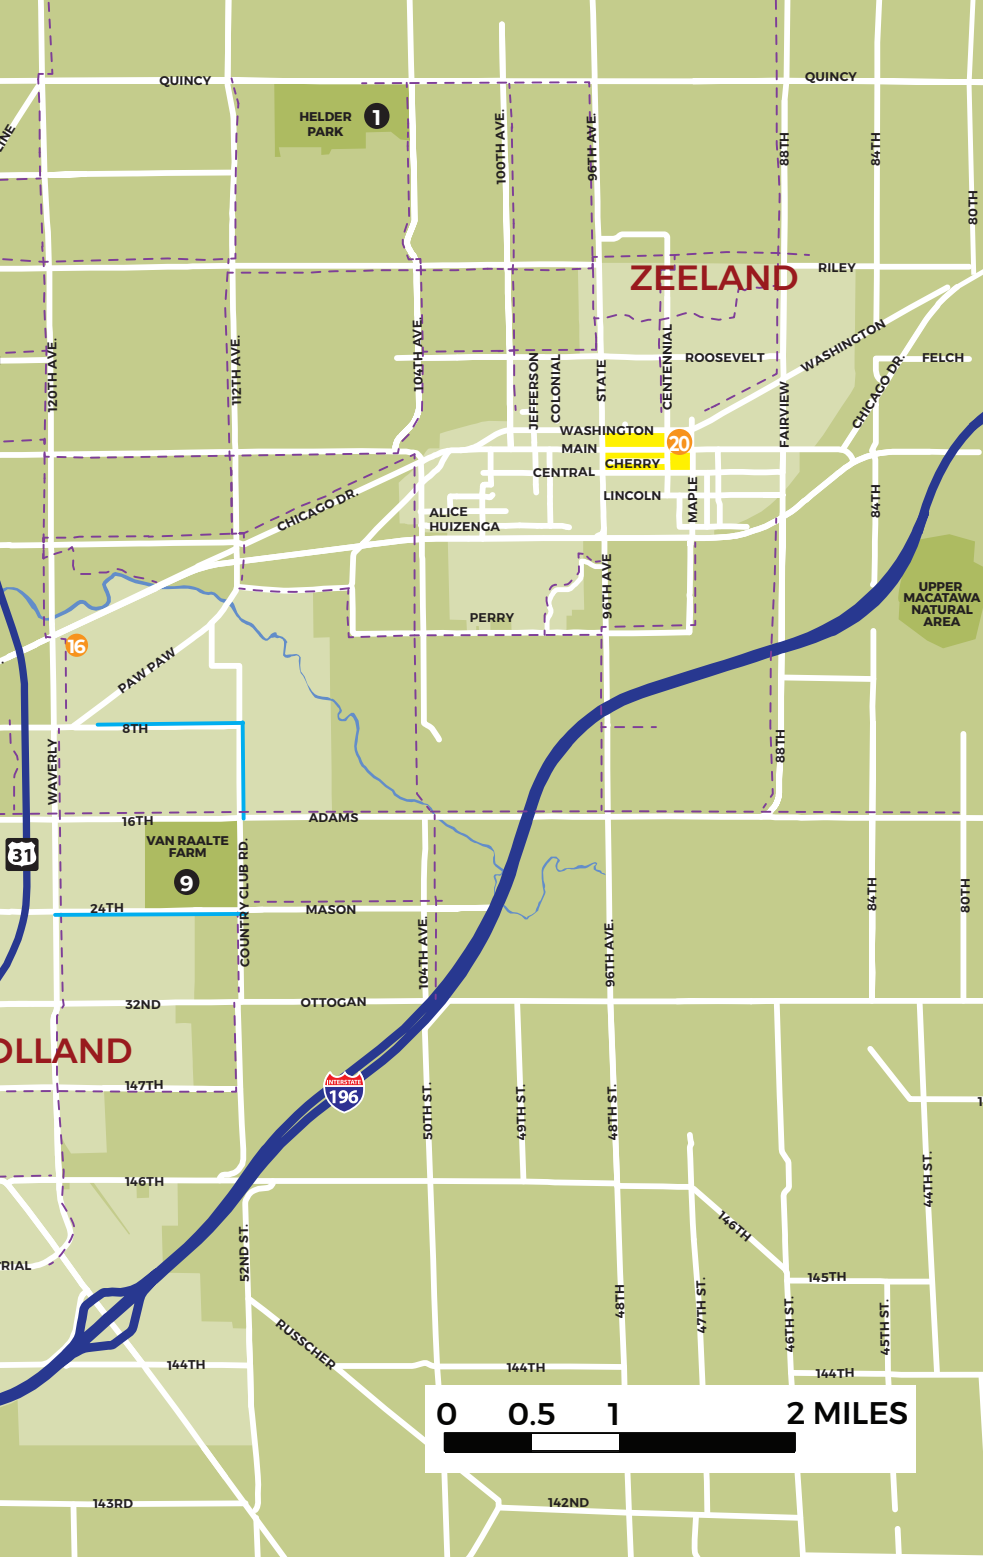 QUINCY
QUINCY
HELDER
PARK
1
100TH AVE.
96TH AVE.
88TH
84TH
80TH
ZEELAND
RILEY
120TH AVE.
112TH AVE.
104TH AVE.
JEFFERSON
COLONIAL
STATE
CENTENNIAL
ROOSEVELT
WASHINGTON
CHICAGO DR.
FELCH
FAIRVIEW
WASHINGTON
20
MAIN
CHERRY
CENTRAL
LINCOLN
MAPLE
CHICAGO DR.
ALICE
HUIZENGA
84TH
96TH AVE
PERRY
UPPER
MACATAWA
NATURAL
AREA
16
PAW PAW
8TH
WAVERLY
88TH
16TH
ADAMS
31
VAN RAALTE
FARM
9
COUNTRY CLUB RD.
84TH
80TH
24TH
MASON
104TH AVE.
96TH AVE.
32ND
OTTOGAN
OLLAND
147TH
INTERSTATE
196
50TH ST.
49TH ST.
48TH ST.
44TH ST.
146TH
146TH
52ND ST.
RIAL
145TH
48TH
47TH ST.
46TH ST.
45TH ST.
RUSSCHER
144TH
144TH
144TH
0 0.5 1 2 MILES
143RD
142ND